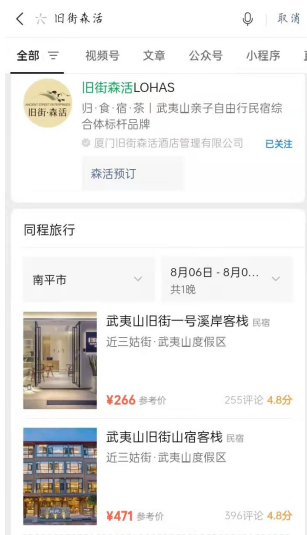 旧街森活
取消
全部
视频号
文章
公众号
小程序
旧街·森活
旧街森活LOHAS
归·食·宿·茶丨武夷山亲子自由行民宿综
合体标杆品牌
厦门旧街森活酒店管理有限公司
已关注
森活预订
同程旅行
南平市
8月06日 - 8月0...
共1晚
武夷山旧街一号溪岸客栈 民宿
近三姑街·武夷山度假区
¥266 参考价
255评论 4.8分
武夷山旧街山宿客栈 民宿
近三姑街·武夷山度假区
¥471 参考价
396评论 4.8分